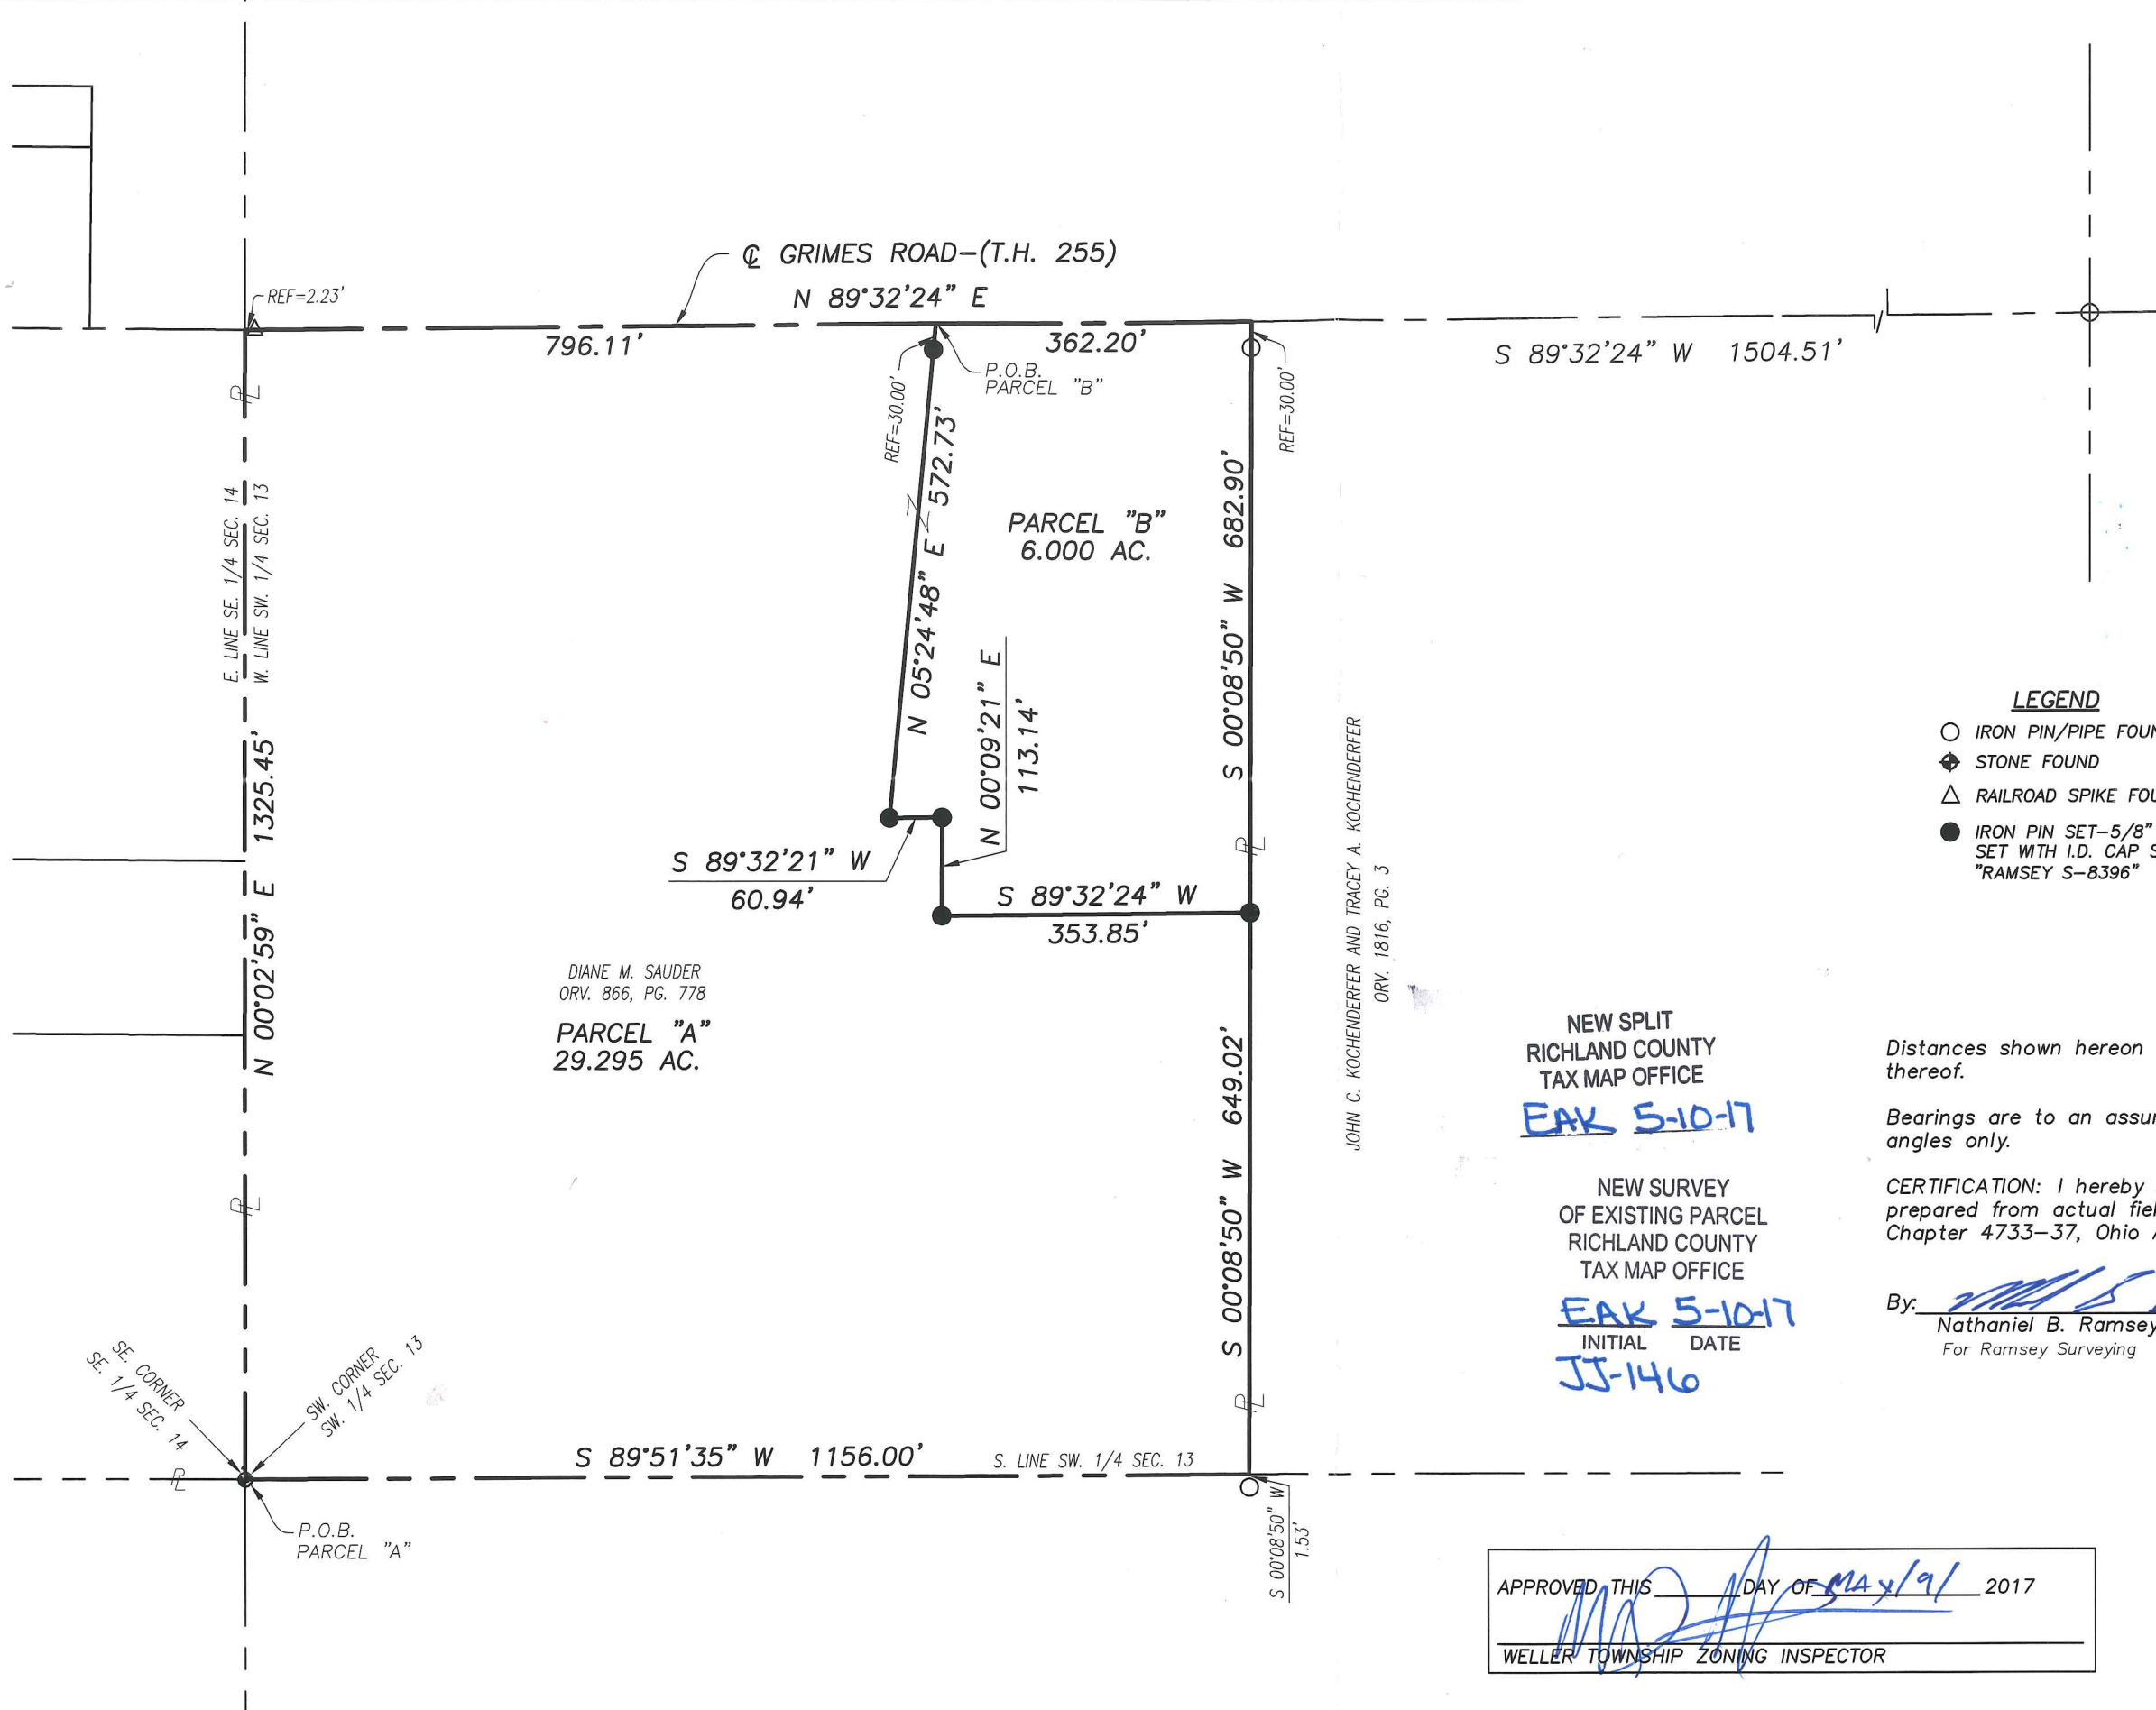 ℄ GRIMES ROAD-(T.H. 255)
N 89°32'24" E
REF=2.23'
796.11'
362.20'
S 89°32'24" W 1504.51'
P.O.B.
PARCEL "B"
REF=30.00'
REF=30.00'
N 05°24'48" E 572.73'
PARCEL "B"
6.000 AC.
S 00°08'50" W 682.90'
E. LINE SE. 1/4 SEC. 14
W. LINE SW. 1/4 SEC. 13
N 00°02'59" E 1325.45'
N 00°09'21" E
113.14'
S 89°32'21" W
60.94'
S 89°32'24" W
353.85'
DIANE M. SAUDER
ORV. 866, PG. 778
PARCEL "A"
29.295 AC.
S 00°08'50" W 649.02'
JOHN C. KOCHENDERFER AND TRACEY A. KOCHENDERFER
ORV. 1816, PG. 3
LEGEND
IRON PIN/PIPE FOUN
STONE FOUND
RAILROAD SPIKE FOU
IRON PIN SET-5/8"
SET WITH I.D. CAP S
"RAMSEY S-8396"
NEW SPLIT
RICHLAND COUNTY
TAX MAP OFFICE
EAK 5-10-17
NEW SURVEY
OF EXISTING PARCEL
RICHLAND COUNTY
TAX MAP OFFICE
EAK 5-10-17
INITIAL DATE
JJ-146
Distances shown hereon
thereof.
Bearings are to an assu
angles only.
CERTIFICATION: I hereby
prepared from actual fie
Chapter 4733-37, Ohio
By:
Nathaniel B. Ramsey
For Ramsey Surveying
SE. CORNER
SE. 1/4 SEC. 14
SW. CORNER
SW. 1/4 SEC. 13
S 89°51'35" W 1156.00'
S. LINE SW. 1/4 SEC. 13
P.O.B.
PARCEL "A"
S 00°08'50" W
1.53'
APPROVED THIS DAY OF MAY/9/ 2017
WELLER TOWNSHIP ZONING INSPECTOR